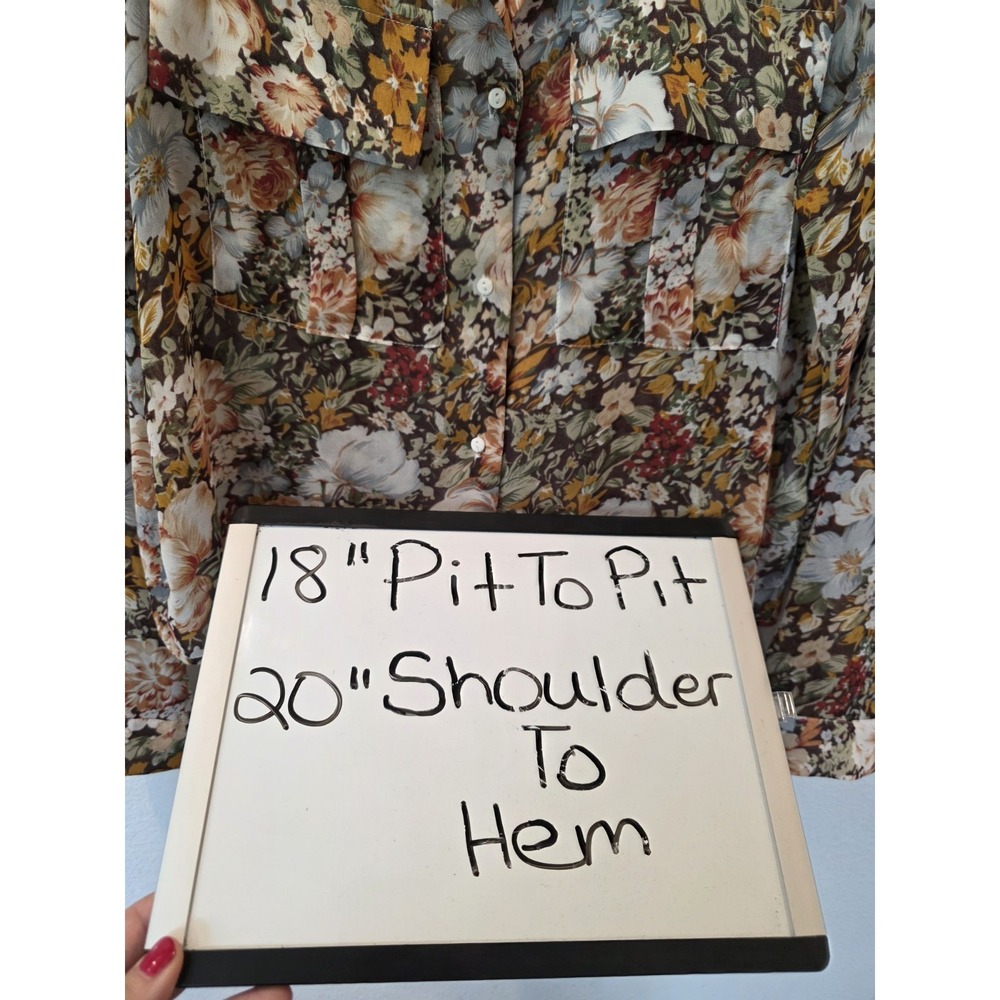 18" Pit To Pit
20" Shoulder
To
Hem